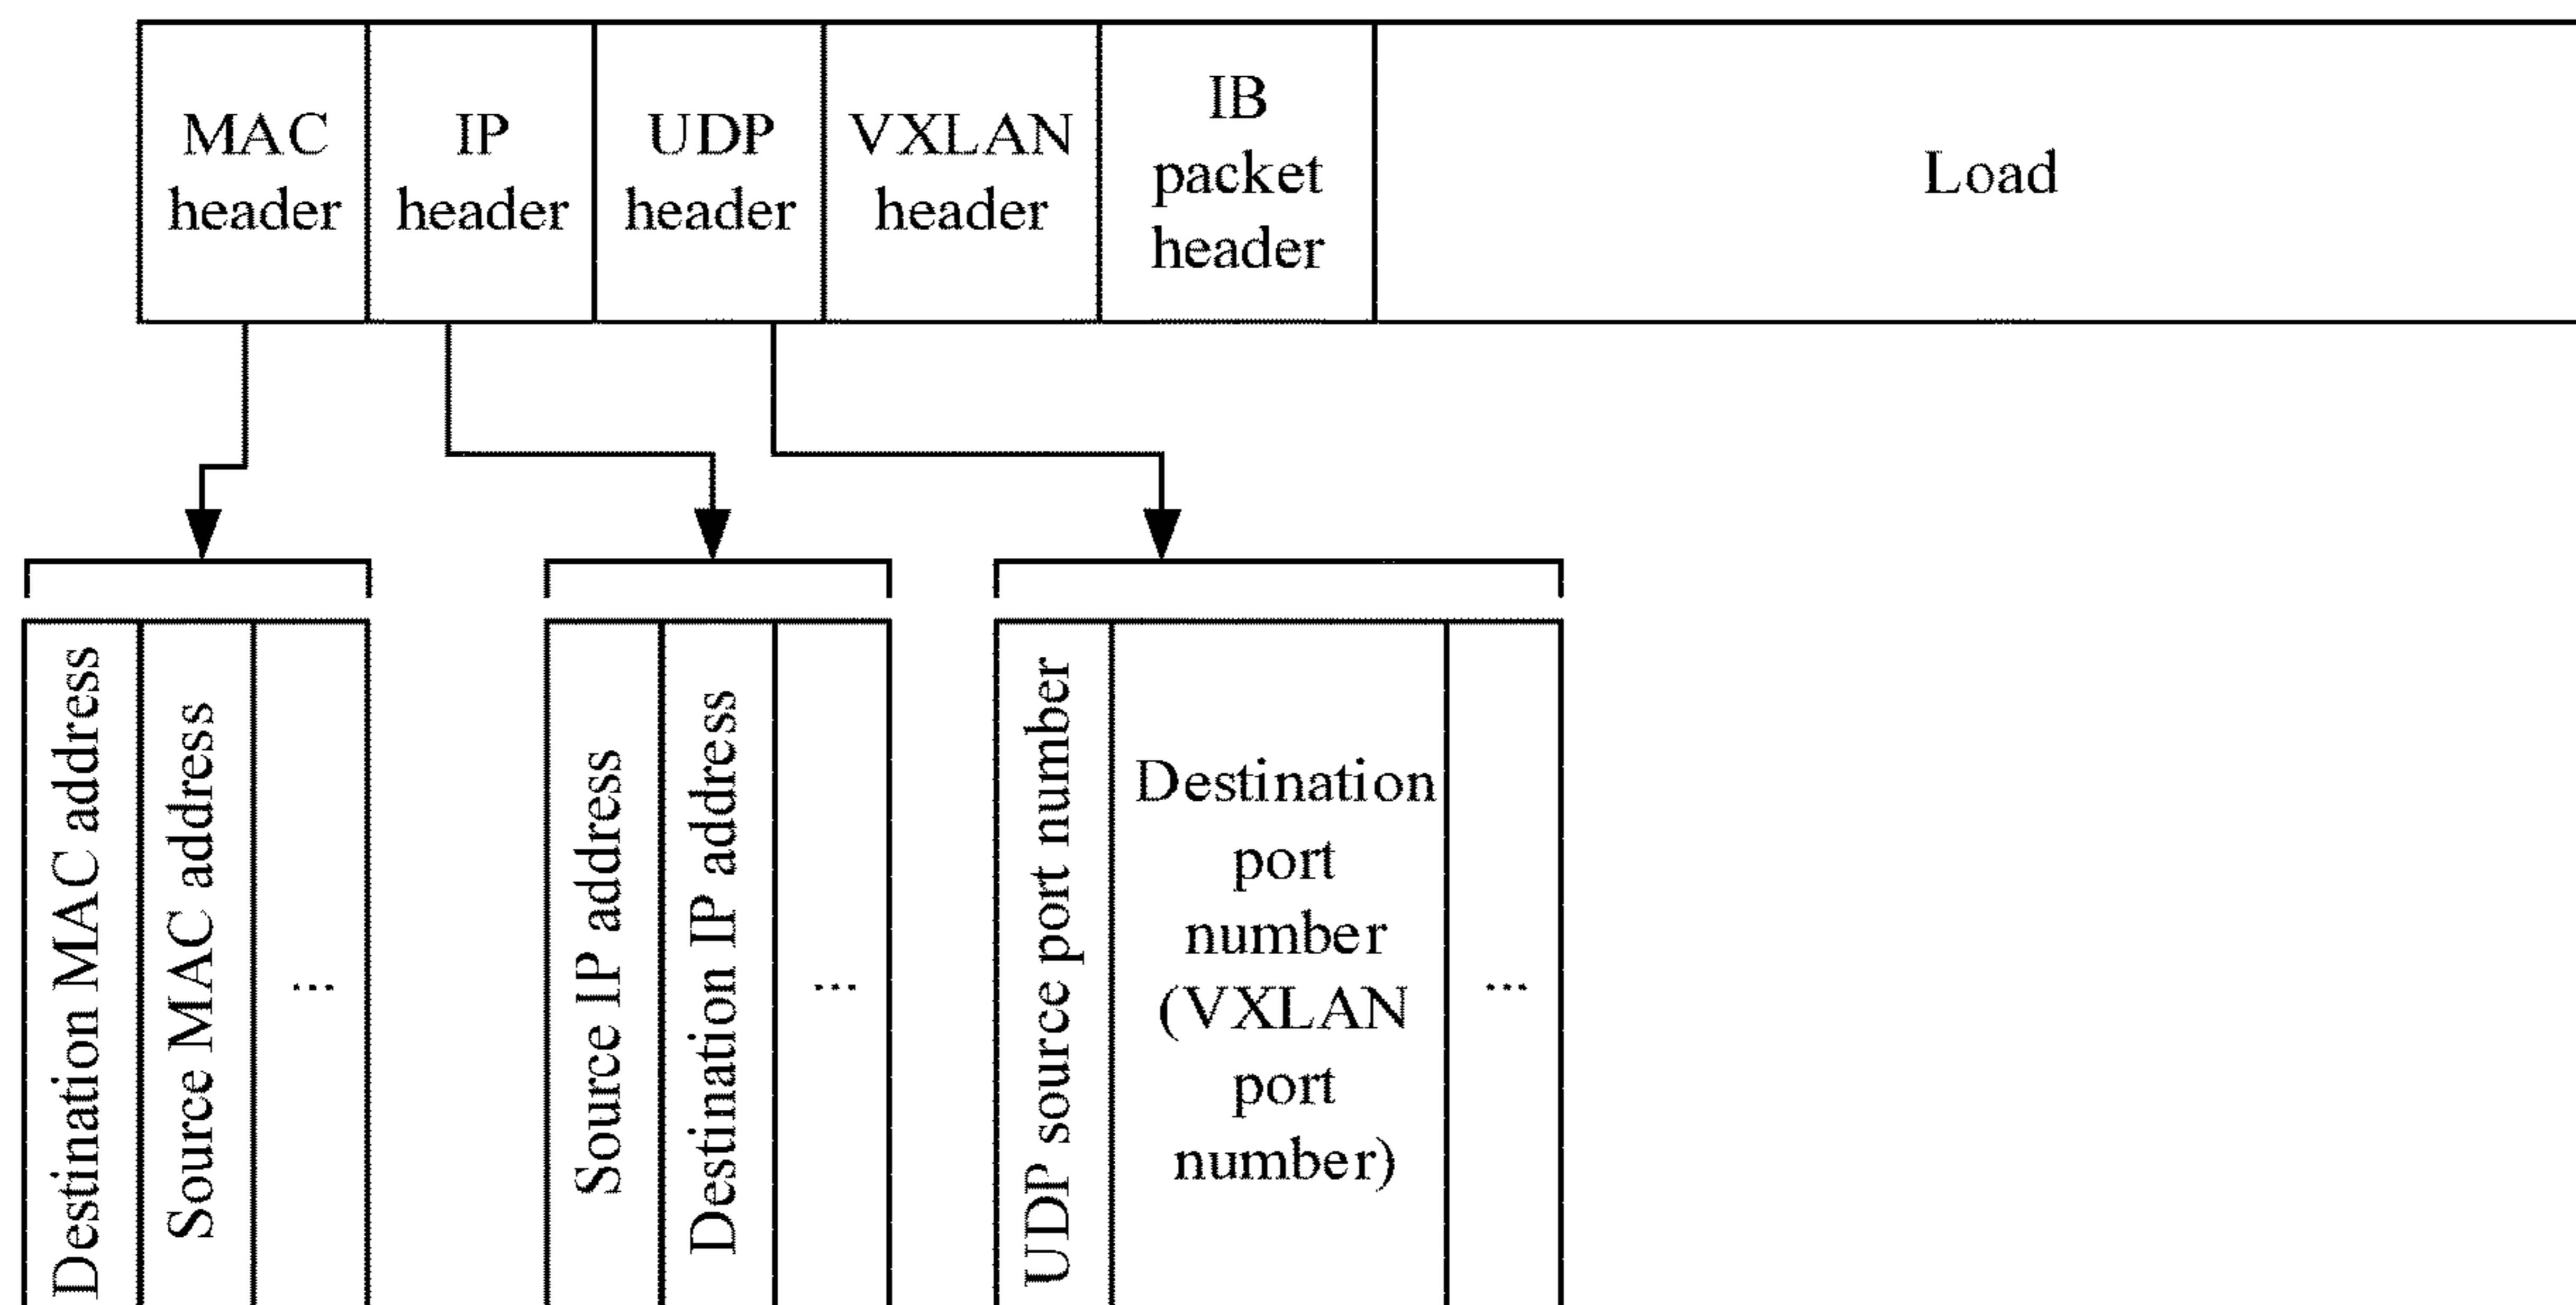 MAC
header
IP
header
UDP
header
VXLAN
header
IB
packet
header
Load
Destination MAC address
Source MAC address
...
Source IP address
Destination IP address
...
UDP source port number
Destination
port
number
(VXLAN
port
number)
...